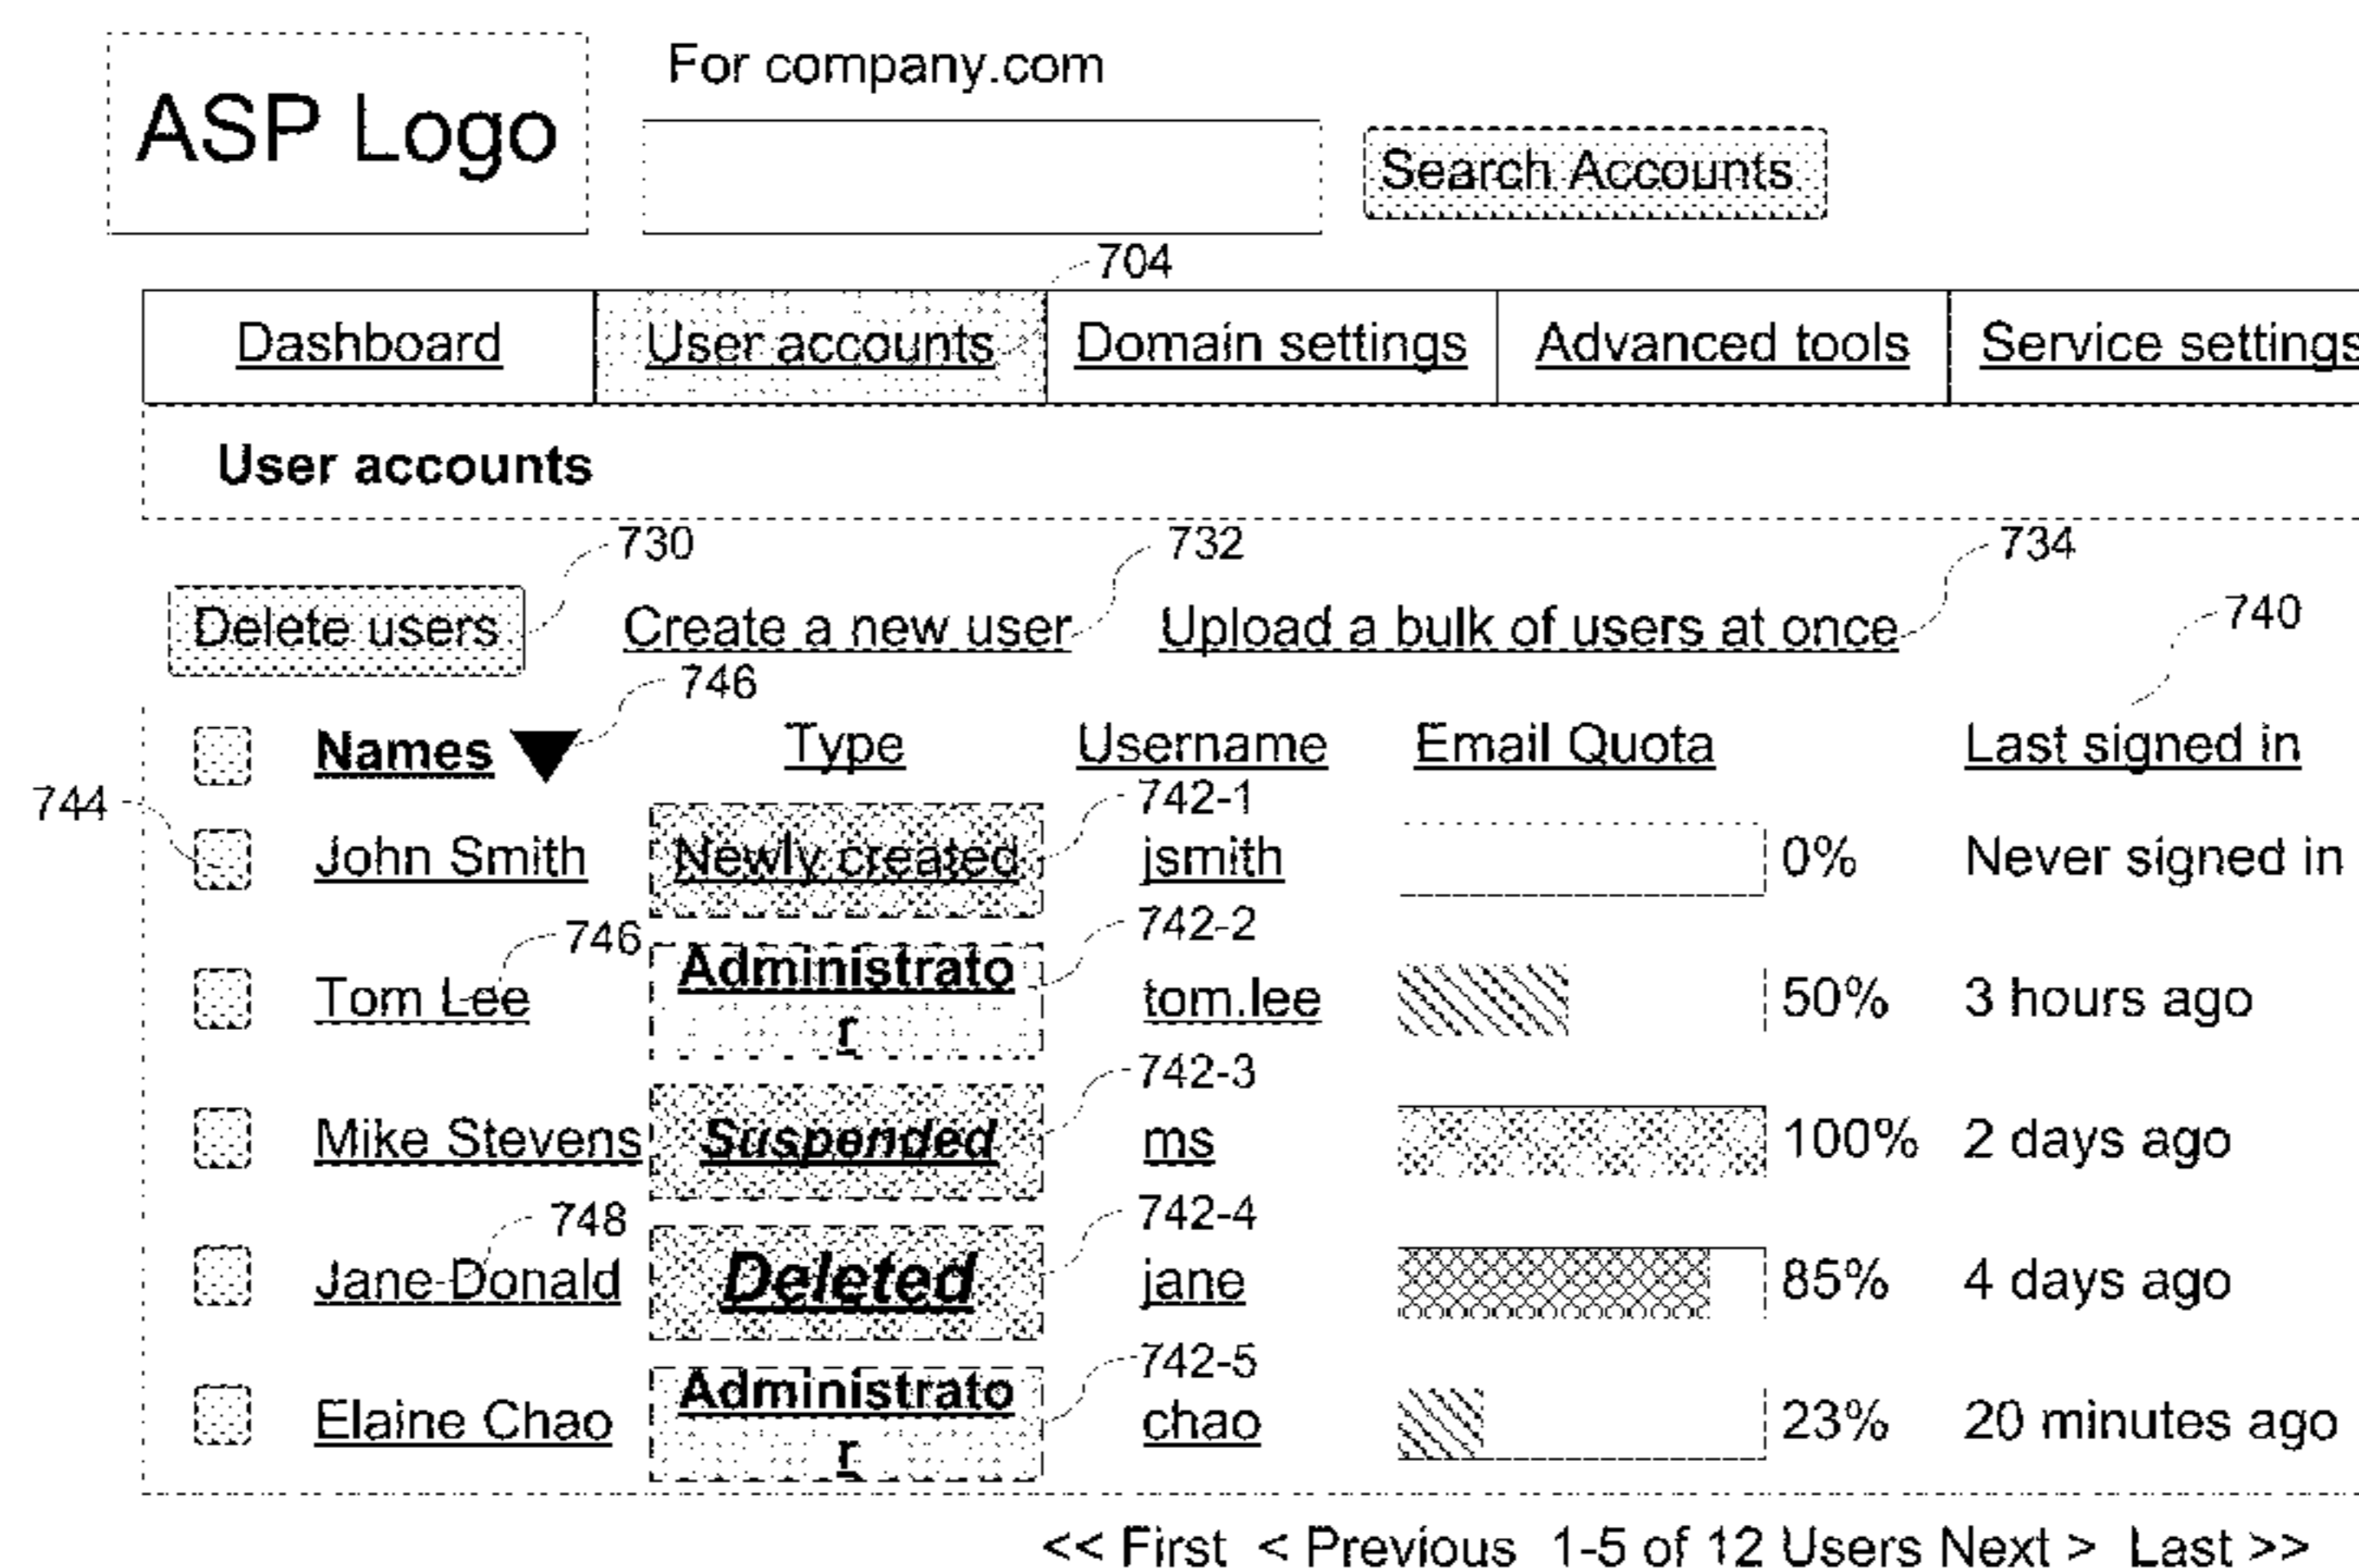 For company.com
ASP Logo
Search Accounts
704
Dashboard User accounts Domain settings Advanced tools Service settings
User accounts
730 732 734
740
Delete users Create a new user Upload a bulk of users at once
746
Names Type Username Email Quota Last signed in
744 742-1
John Smith Newly created jsmith 0% Never signed in
746 742-2
Tom Lee Administrato tom.lee 50% 3 hours ago
r
742-3
Mike Stevens Suspended ms 100% 2 days ago
748 742-4
Jane Donald Deleted jane 85% 4 days ago
742-5
Elaine Chao Administrato chao 23% 20 minutes ago
r
<< First < Previous 1-5 of 12 Users Next > Last >>